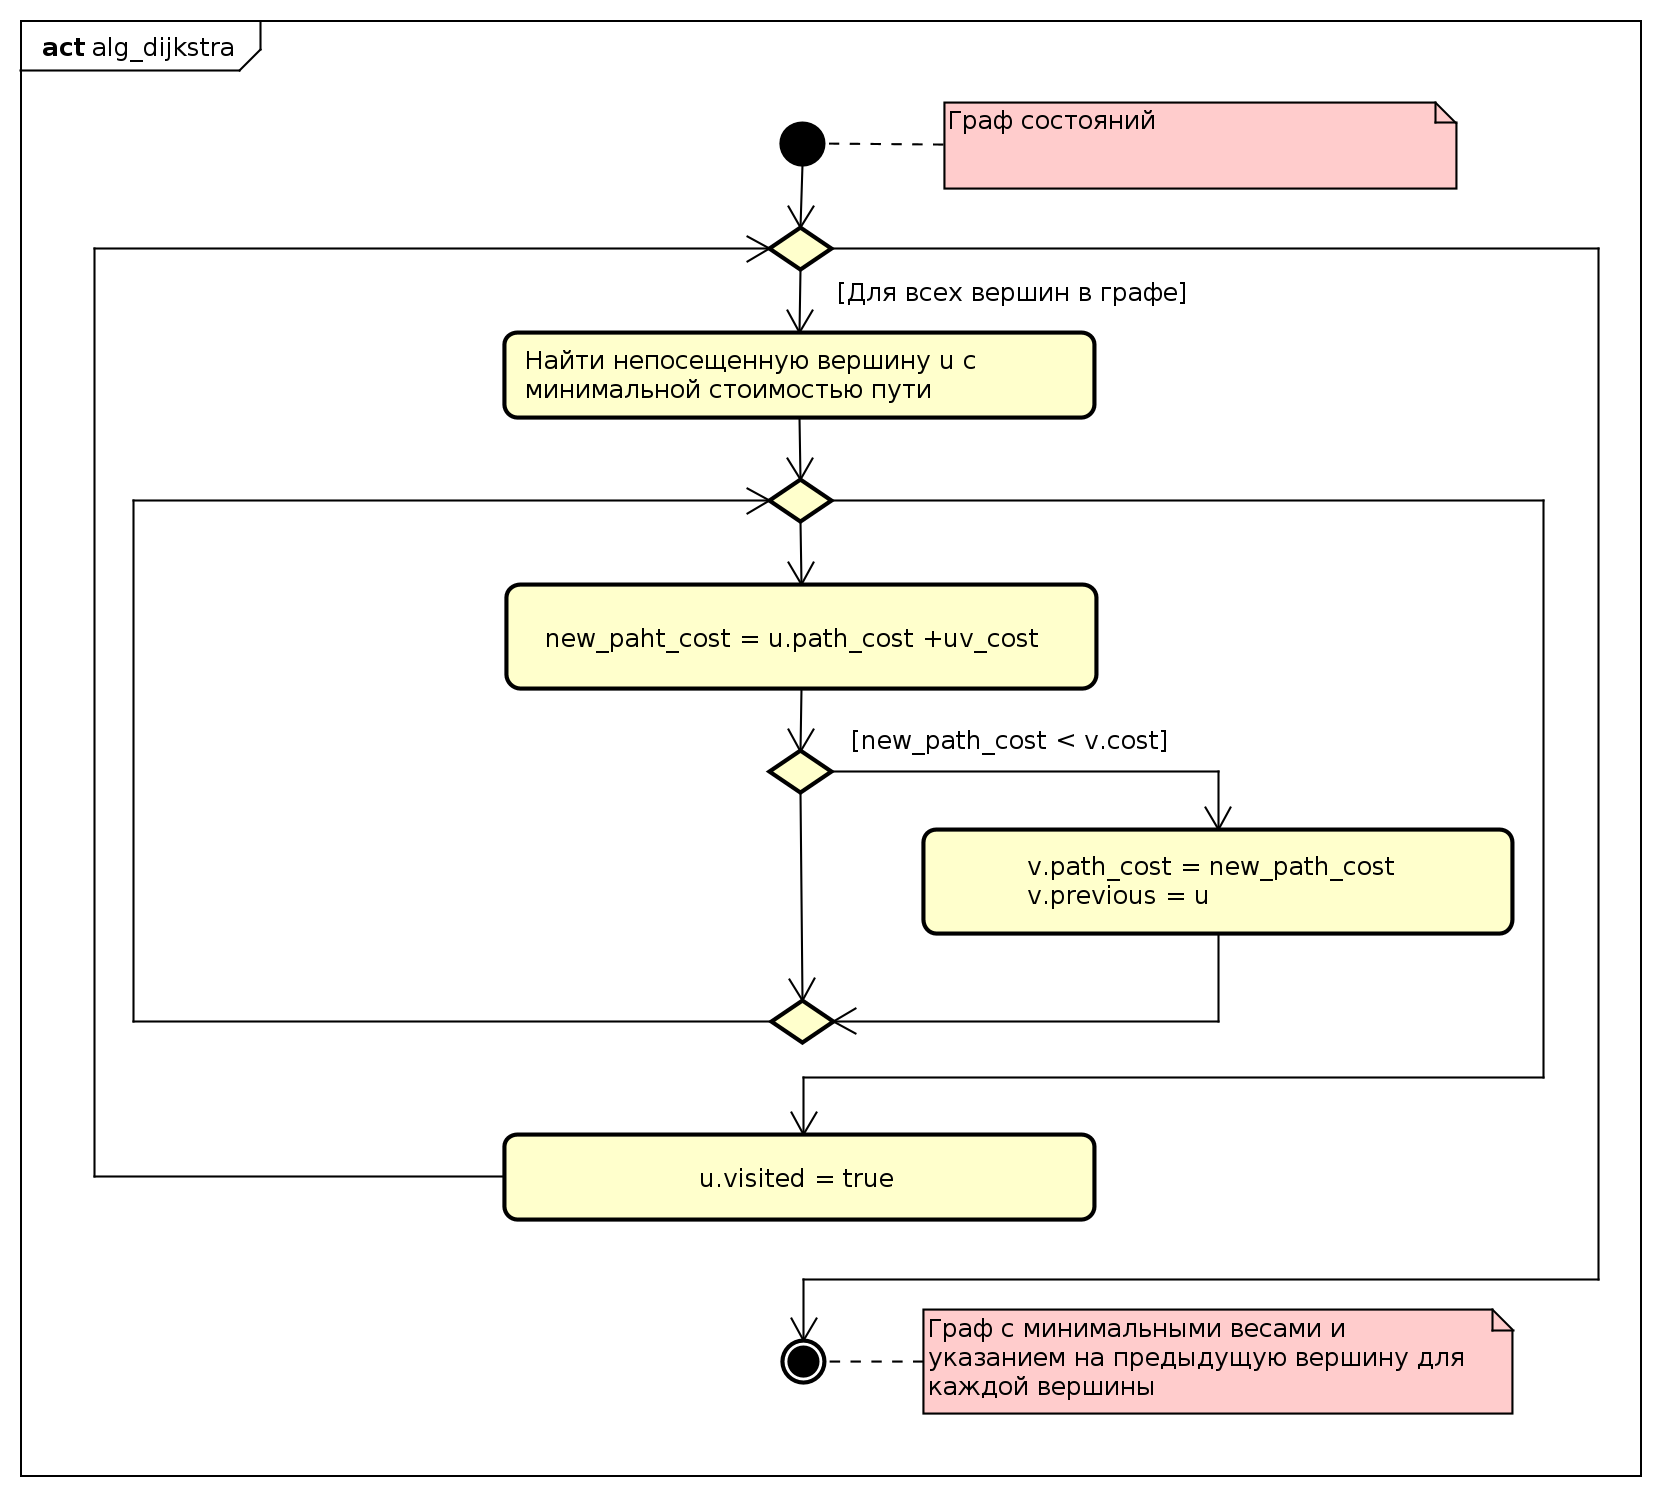 act alg_dijkstra
Граф состояний
[Для всех вершин в графе]
Найти непосещенную вершину u с
минимальной стоимостью пути
new_paht_cost = u.path_cost +uv_cost
[new_path_cost < v.cost]
v.path_cost = new_path_cost
v.previous = u
u.visited = true
Граф с минимальными весами и
указанием на предыдущую вершину для
каждой вершины